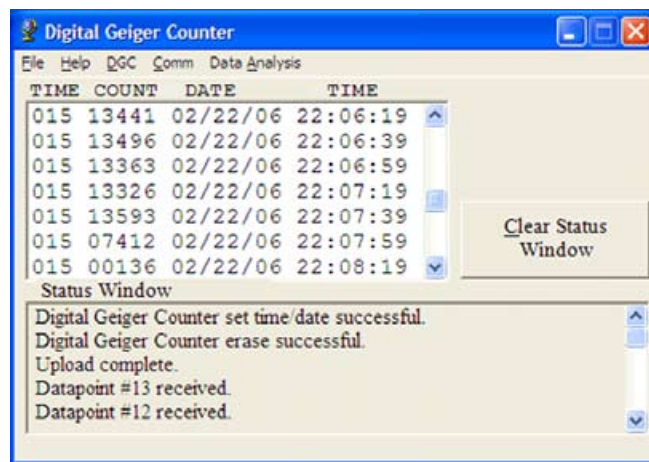 Digital Geiger Counter
File Help DGC Comm Data Analysis
TIME COUNT DATE TIME
015 13441 02/22/06 22:06:19
015 13496 02/22/06 22:06:39
015 13363 02/22/06 22:06:59
015 13326 02/22/06 22:07:19
015 13593 02/22/06 22:07:39
015 07412 02/22/06 22:07:59
015 00136 02/22/06 22:08:19
Clear Status
Window
Status Window
Digital Geiger Counter set time/date successful.
Digital Geiger Counter erase successful.
Upload complete.
Datapoint #13 received.
Datapoint #12 received.